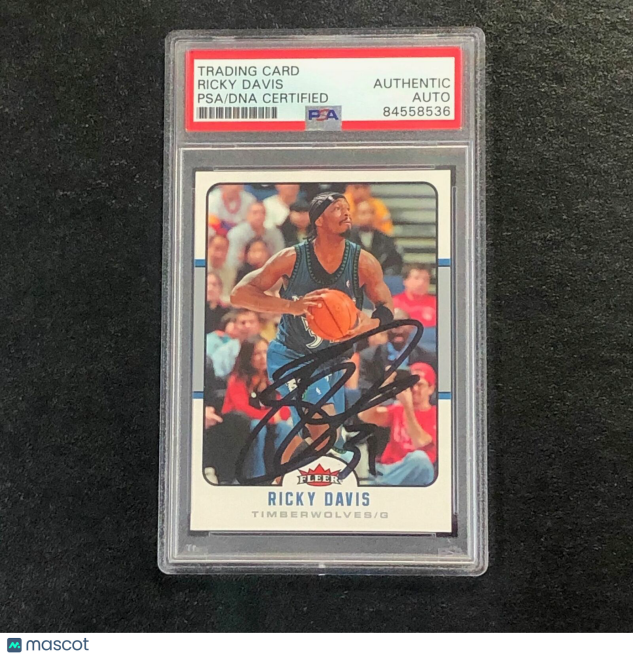 TRADING CARD
RICKY DAVIS
PSA/DNA CERTIFIED
AUTHENTIC
AUTO
84558536
PSA
FLEER
RICKY DAVIS
TIMBERWOLVES/G
mascot